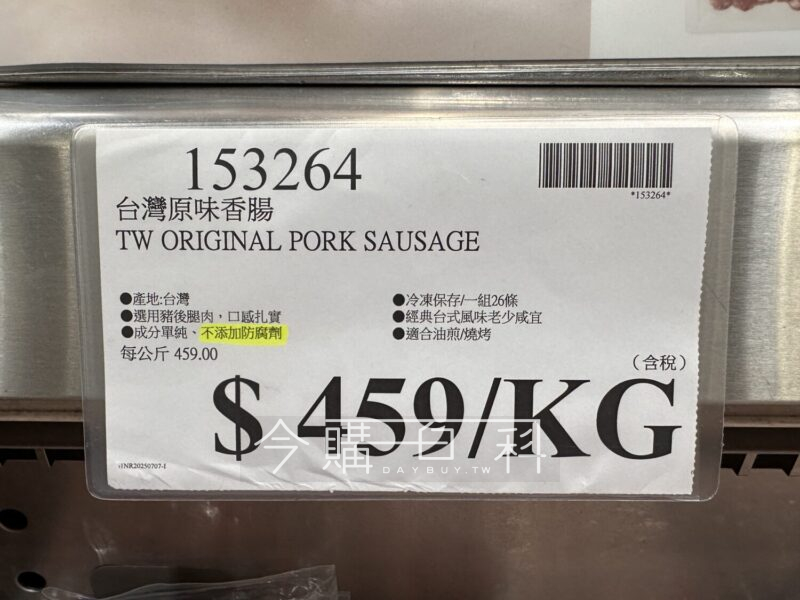 153264
*153264*
台灣原味香腸
TW ORIGINAL PORK SAUSAGE
●產地:台灣
●選用豬後腿肉，口感扎實
●成分單純、不添加防腐劑
每公斤 459.00
●冷凍保存/一組26條
●經典台式風味老少咸宜
●適合油煎/燒烤
（含稅）
$ 459/KG
今購百科
DAYBUY.TW